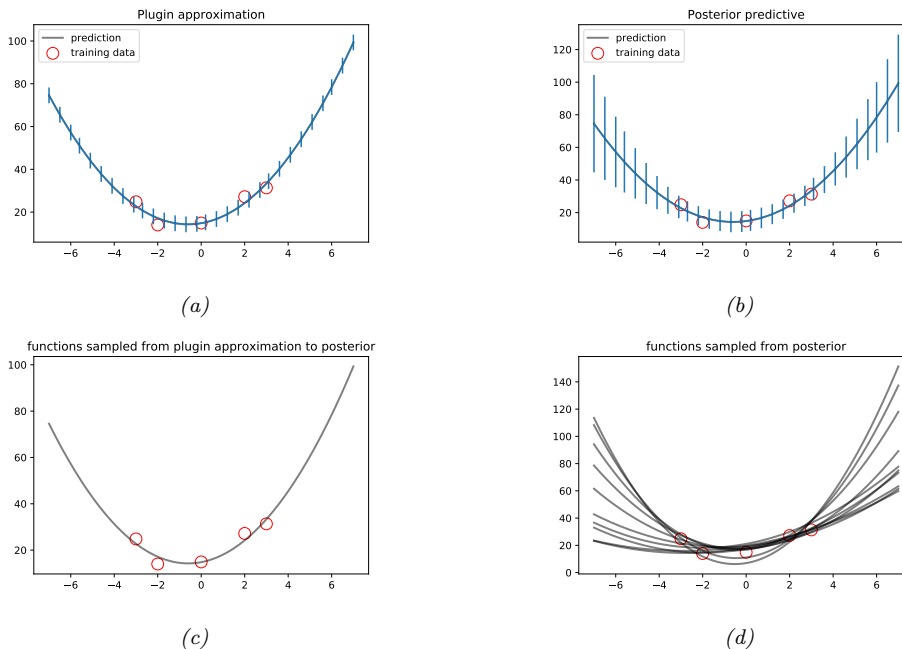 Plugin approximation
prediction
training data
100
80
60
40
20
−6 −4 −2 0 2 4 6
(a)
Posterior predictive
prediction
training data
120
100
80
60
40
20
−6 −4 −2 0 2 4 6
(b)
functions sampled from plugin approximation to posterior
100
80
60
40
20
−6 −4 −2 0 2 4 6
(c)
functions sampled from posterior
140
120
100
80
60
40
20
0
−6 −4 −2 0 2 4 6
(d)